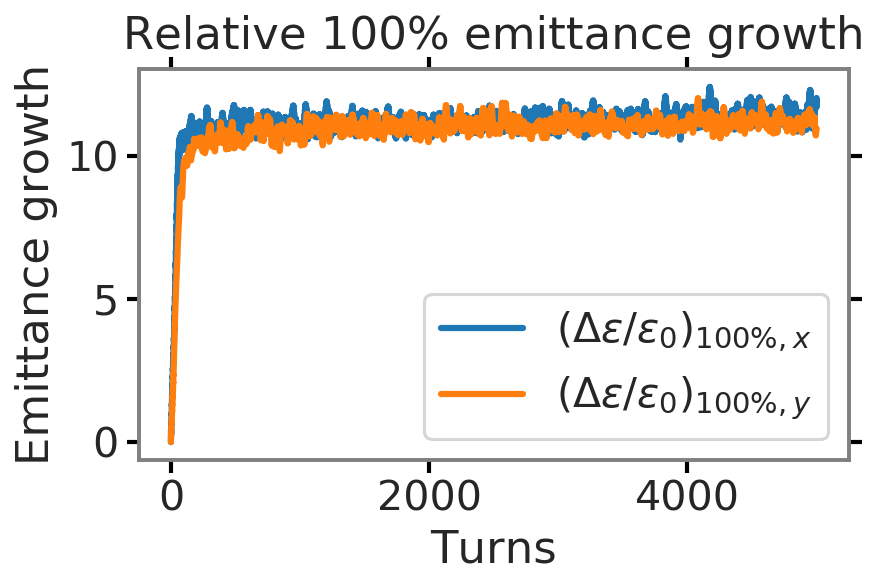 Relative 100% emittance growth
Emittance growth
10
5
0
(Δε/ε₀)₁₀₀%, ₓ
(Δε/ε₀)₁₀₀%, y
0 2000 4000
Turns